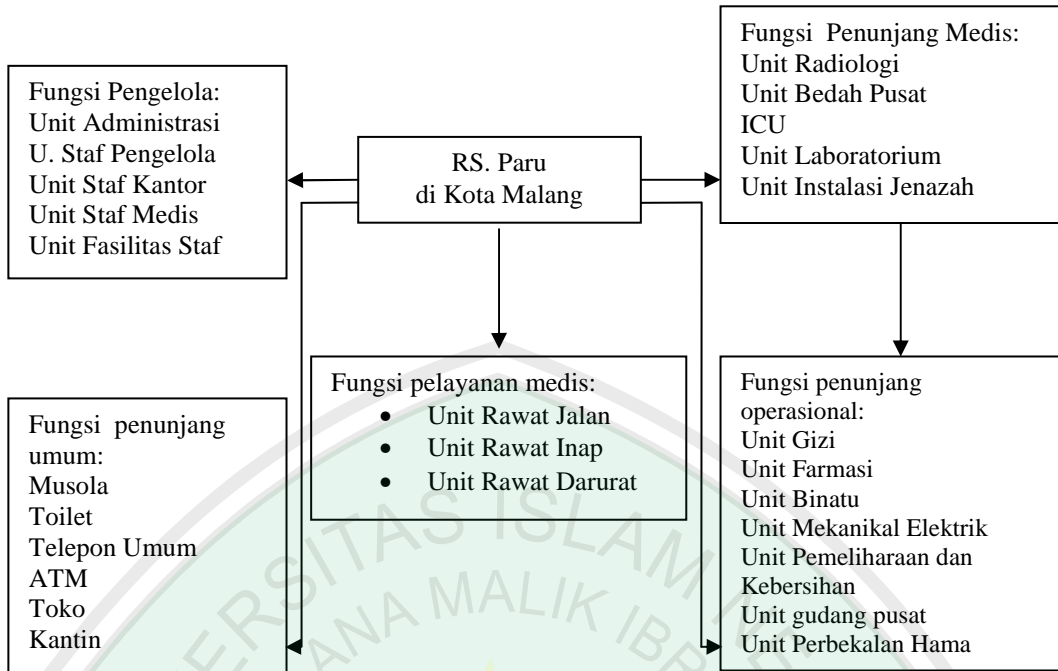 Fungsi Pengelola:
Unit Administrasi
U. Staf Pengelola
Unit Staf Kantor
Unit Staf Medis
Unit Fasilitas Staf
RS. Paru
di Kota Malang
Fungsi Penunjang Medis:
Unit Radiologi
Unit Bedah Pusat
ICU
Unit Laboratorium
Unit Instalasi Jenazah
Fungsi penunjang
umum:
Musola
Toilet
Telepon Umum
ATM
Toko
Kantin
Fungsi pelayanan medis:
• Unit Rawat Jalan
• Unit Rawat Inap
• Unit Rawat Darurat
Fungsi penunjang
operasional:
Unit Gizi
Unit Farmasi
Unit Binatu
Unit Mekanikal Elektrik
Unit Pemeliharaan dan
Kebersihan
Unit gudang pusat
Unit Perbekalan Hama